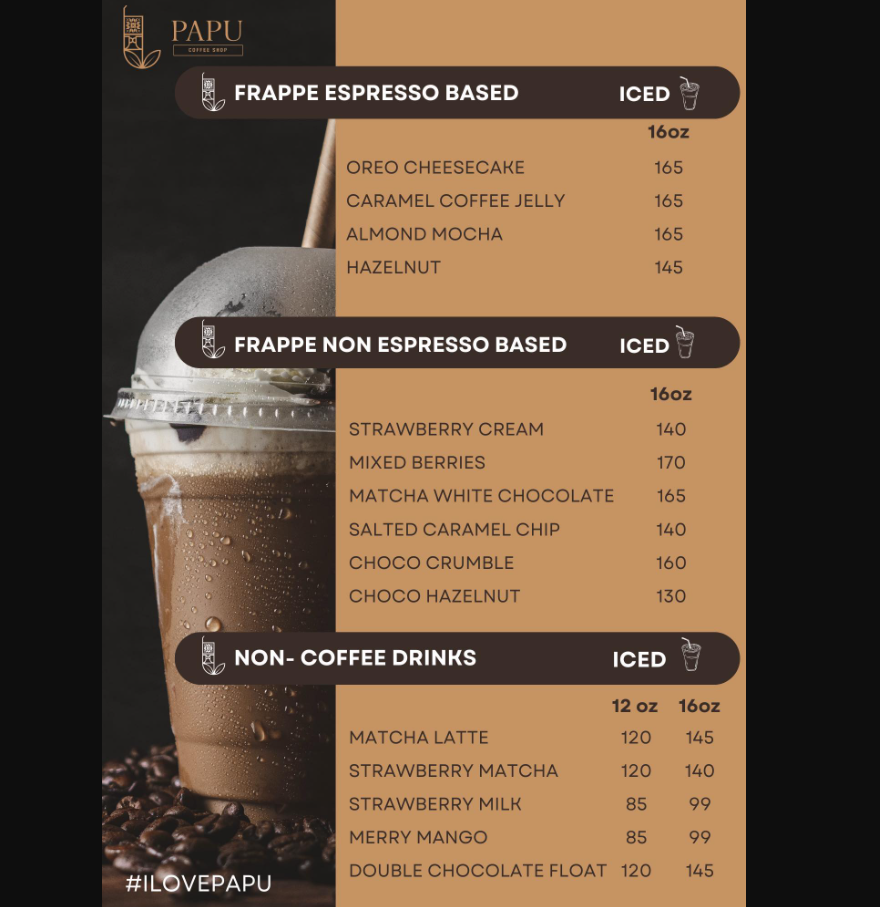 PAPU
COFFEE SHOP
FRAPPE ESPRESSO BASED ICED
16oz
OREO CHEESECAKE 165
CARAMEL COFFEE JELLY 165
ALMOND MOCHA 165
HAZELNUT 145
FRAPPE NON ESPRESSO BASED ICED
16oz
STRAWBERRY CREAM 140
MIXED BERRIES 170
MATCHA WHITE CHOCOLATE 165
SALTED CARAMEL CHIP 140
CHOCO CRUMBLE 160
CHOCO HAZELNUT 130
NON- COFFEE DRINKS ICED
12 oz 16oz
MATCHA LATTE 120 145
STRAWBERRY MATCHA 120 140
STRAWBERRY MILK 85 99
MERRY MANGO 85 99
DOUBLE CHOCOLATE FLOAT 120 145
#ILOVEPAPU